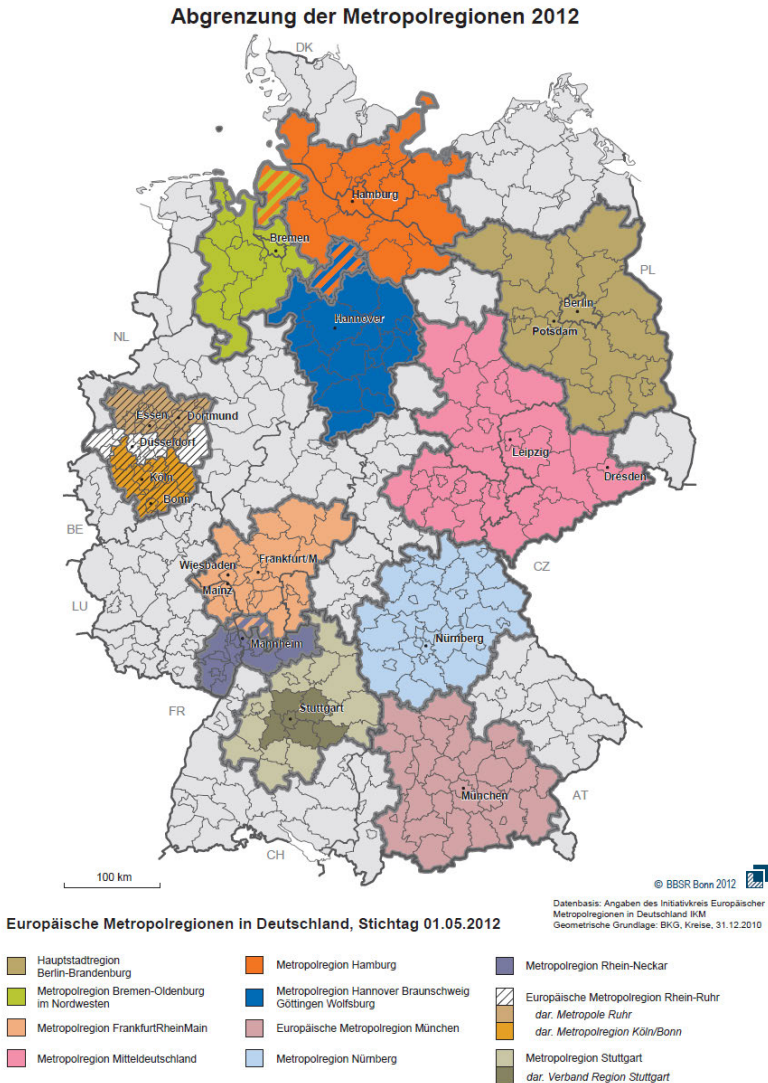 Abgrenzung der Metropolregionen 2012
DK
Hamburg
Bremen
PL
Berlin
Hannover
Potsdam
NL
Essen
Dortmund
Düsseldorf
Leipzig
Köln
Dresden
Bonn
BE
Wiesbaden
Frankfurt/M
CZ
Mainz
LU
Mannheim
Nürnberg
FR
Stuttgart
München
AT
CH
100 km
© BBSR Bonn 2012
Datenbasis: Angaben des Initiativkreis Europäischer
Metropolregionen in Deutschland IKM
Geometrische Grundlage: BKG, Kreise, 31.12.2010
Europäische Metropolregionen in Deutschland, Stichtag 01.05.2012
Hauptstadtregion
Berlin-Brandenburg
Metropolregion Bremen-Oldenburg
im Nordwesten
Metropolregion FrankfurtRheinMain
Metropolregion Mitteldeutschland
Metropolregion Hamburg
Metropolregion Hannover Braunschweig
Göttingen Wolfsburg
Europäische Metropolregion München
Metropolregion Nürnberg
Metropolregion Rhein-Neckar
Europäische Metropolregion Rhein-Ruhr
dar. Metropole Ruhr
dar. Metropolregion Köln/Bonn
Metropolregion Stuttgart
dar. Verband Region Stuttgart